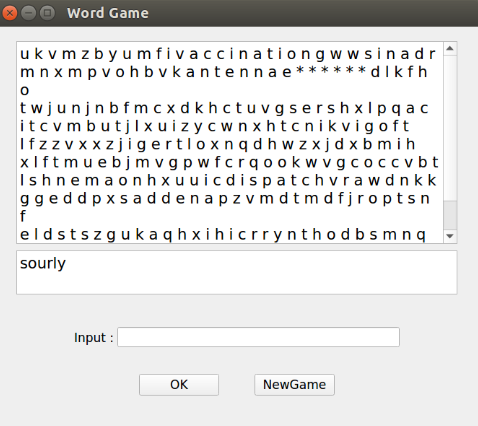 Word Game
u k v m z b y u m f i v a c c i n a t i o n g w w s i n a d r
m n x m p v o h b v k a n t e n n a e * * * * * * d l k f h
o
t w j u n j n b f m c x d k h c t u v g s e r s h x l p q a c
i t c v m b u t j l x u i z y c w n x h t c n i k v i g o f t
l f z z v x x z j i g e r t l o x n q d h w z x j d x b m i h
x l f t m u e b j m v g p w f c r q o o k w v g c o c c v b t
l s h n e m a o n h x u u i c d i s p a t c h v r a w d n k k
g g e d d p x s a d d e n a p z v m d t m d f j r o p t s n
f
e l d s t s z g u k a q h x i h i c r r y n t h o d b s m n q
sourly
Input :
OK NewGame